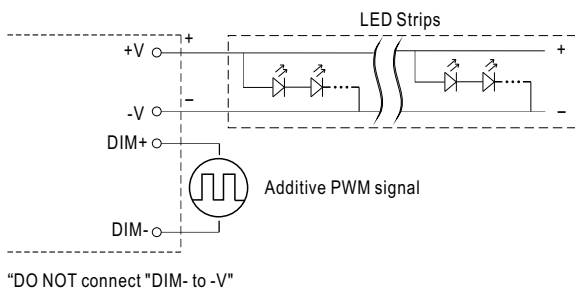 LED Strips
+V
+
+
-V
–
–
DIM+
Additive PWM signal
DIM-
“DO NOT connect "DIM- to -V"